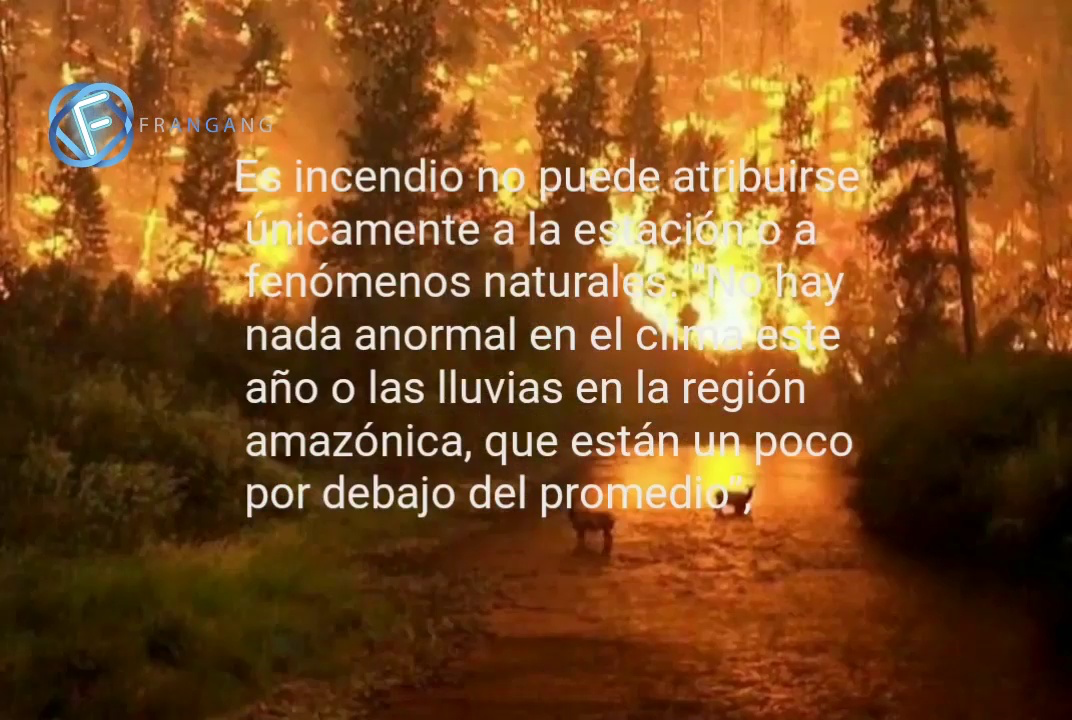 FRANGANG
Es incendio no puede atribuirse
únicamente a la estación o a
fenómenos naturales. “No hay
nada anormal en el clima este
año o las lluvias en la región
amazónica, que están un poco
por debajo del promedio”,